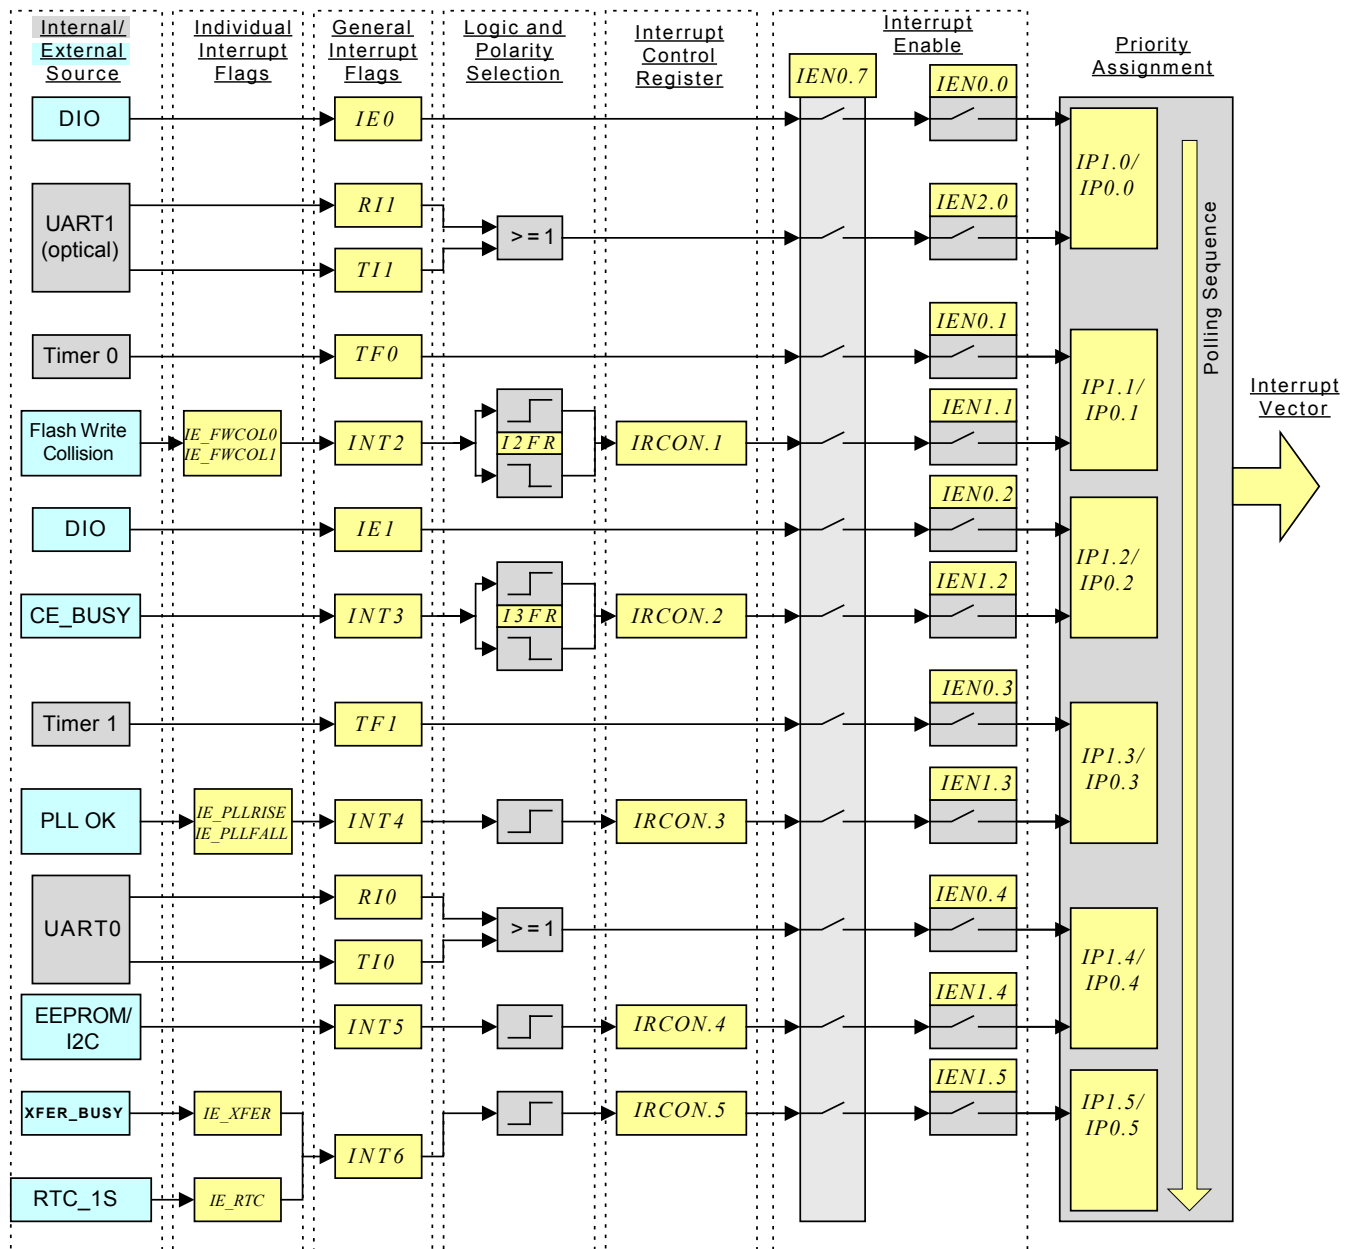 Internal/
External
Source
Individual
Interrupt
Flags
General
Interrupt
Flags
Logic and
Polarity
Selection
Interrupt
Control
Register
Interrupt
Enable
Priority
Assignment
IEN0.7
DIO
IE0
IEN0.0
IP1.0/
IP0.0
UART1
(optical)
RI1
TI1
>=1
IEN2.0
Polling Sequence
Timer 0
TF0
IEN0.1
IP1.1/
IP0.1
Flash Write
Collision
IE_FWCOL0
IE_FWCOL1
INT2
I2FR
IRCON.1
IEN1.1
Interrupt
Vector
DIO
IE1
IEN0.2
IP1.2/
IP0.2
CE_BUSY
INT3
I3FR
IRCON.2
IEN1.2
Timer 1
TF1
IEN0.3
IP1.3/
IP0.3
PLL OK
IE_PLLRISE
IE_PLLFALL
INT4
IRCON.3
IEN1.3
UART0
RI0
TI0
>=1
IEN0.4
IP1.4/
IP0.4
EEPROM/
I2C
INT5
IRCON.4
IEN1.4
XFER_BUSY
IE_XFER
INT6
IRCON.5
IEN1.5
IP1.5/
IP0.5
RTC_1S
IE_RTC